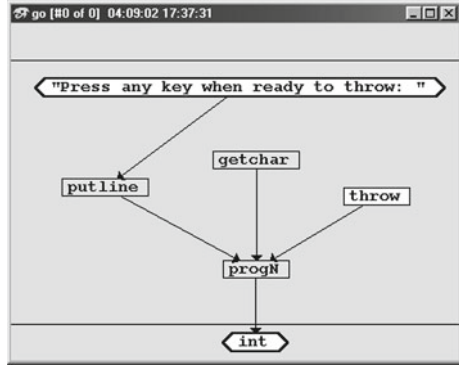 go [#0 of 0] 04:09:02 17:37:31
"Press any key when ready to throw: "
getchar
putline
throw
progN
int